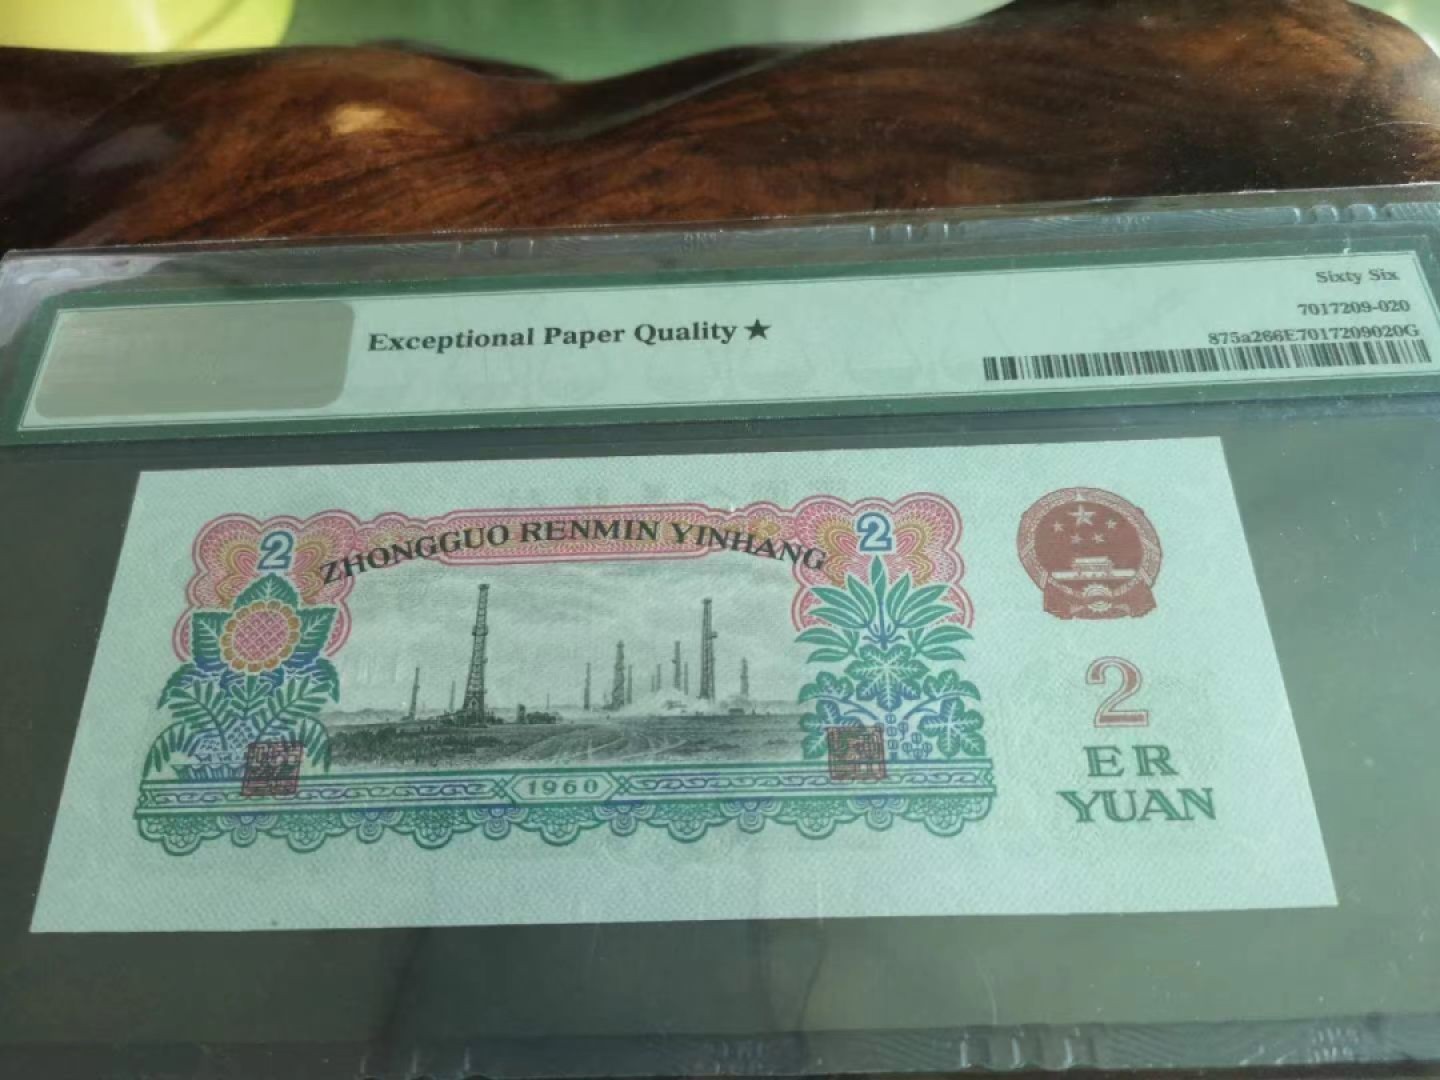 Sixty Six
Exceptional Paper Quality ★
7017209-020
875a266E7017209020G
2
ZHONGGUO RENMIN YINHANG
2
2
ER
YUAN
1960